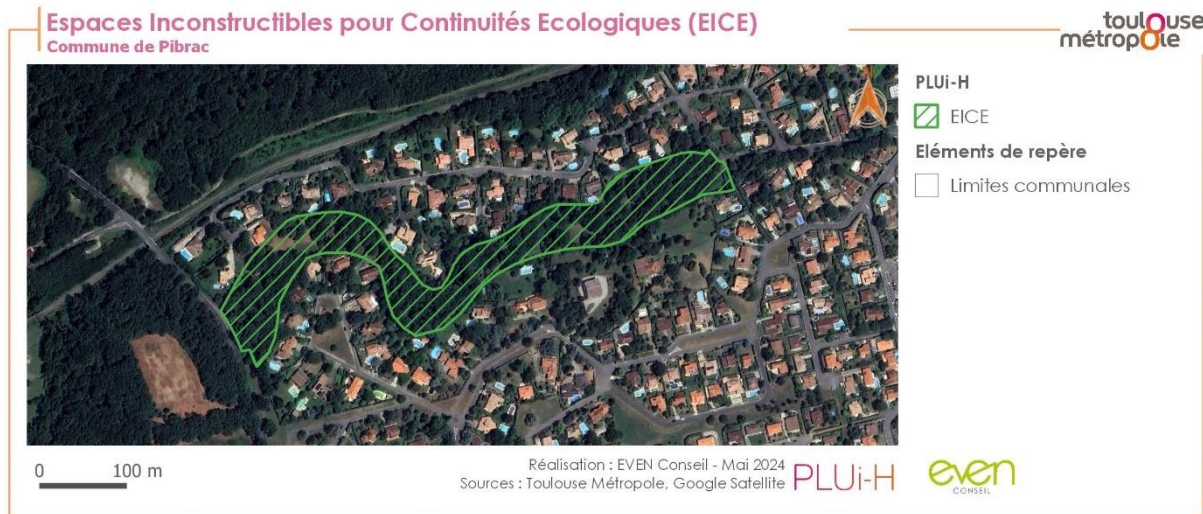 Espaces Inconstructibles pour Continuités Ecologiques (EICE)
Commune de Pibrac
toulouse
métropole
PLUi-H
EICE
Eléments de repère
Limites communales
0 100 m
Réalisation : EVEN Conseil - Mai 2024
Sources : Toulouse Métropole, Google Satellite
PLUi-H
even
CONSEIL